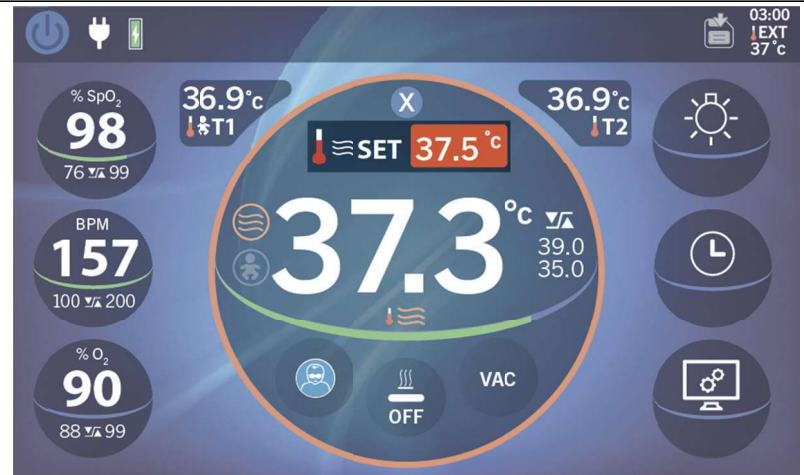 03:00
EXT
37°c
% SpO₂
98
76 99
36.9°c
T1
X
SET 37.5 °c
36.9°c
T2
BPM
157
100 200
37.3°c
39.0
35.0
% O₂
90
88 99
OFF
VAC